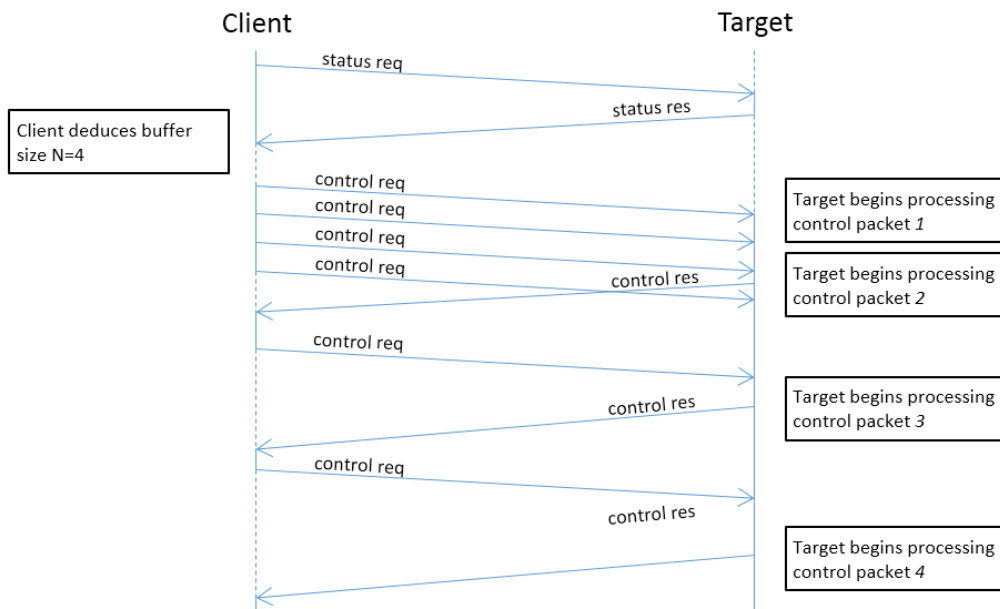 Client
Target
status req
status res
Client deduces buffer
size N=4
control req
control req
control req
control req
Target begins processing
control packet 1
control res
Target begins processing
control packet 2
control req
control res
Target begins processing
control packet 3
control req
control res
Target begins processing
control packet 4